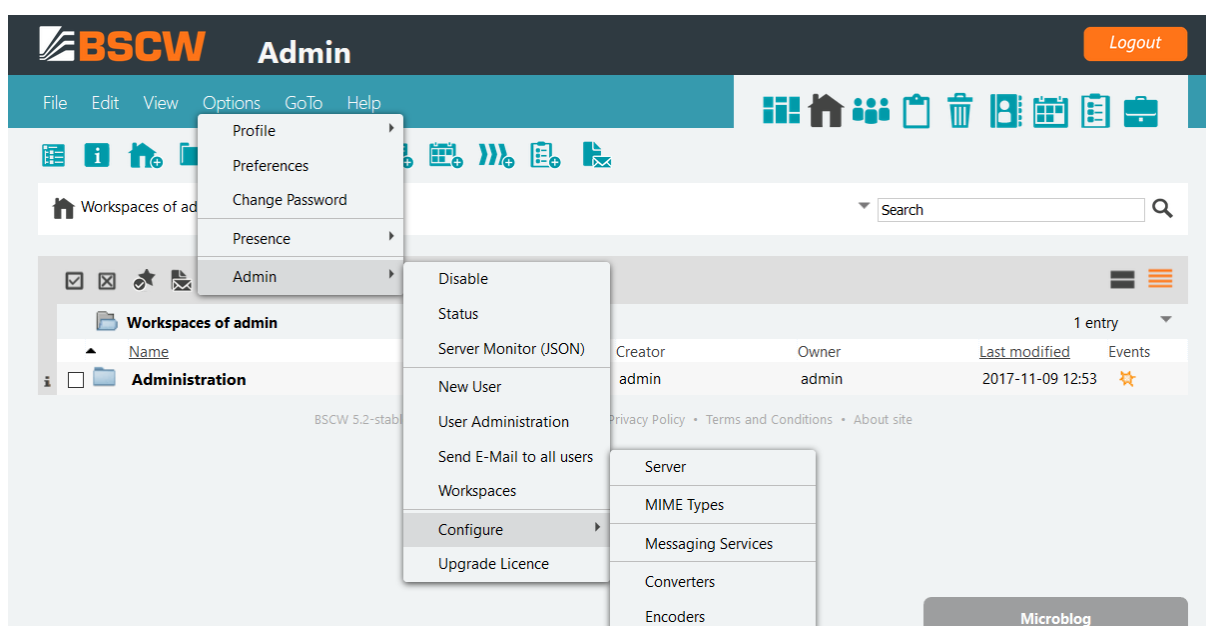 BSCW Admin Logout
File Edit View Options GoTo Help
Profile
Preferences
Change Password
Presence
Admin
Workspaces of ad
Search
Disable
Status
Server Monitor (JSON)
New User
User Administration
Send E-Mail to all users
Workspaces
Configure
Upgrade Licence
Server
MIME Types
Messaging Services
Converters
Encoders
Workspaces of admin 1 entry
Name Creator Owner Last modified Events
Administration admin admin 2017-11-09 12:53
BSCW 5.2-stabl Privacy Policy • Terms and Conditions • About site
Microblog